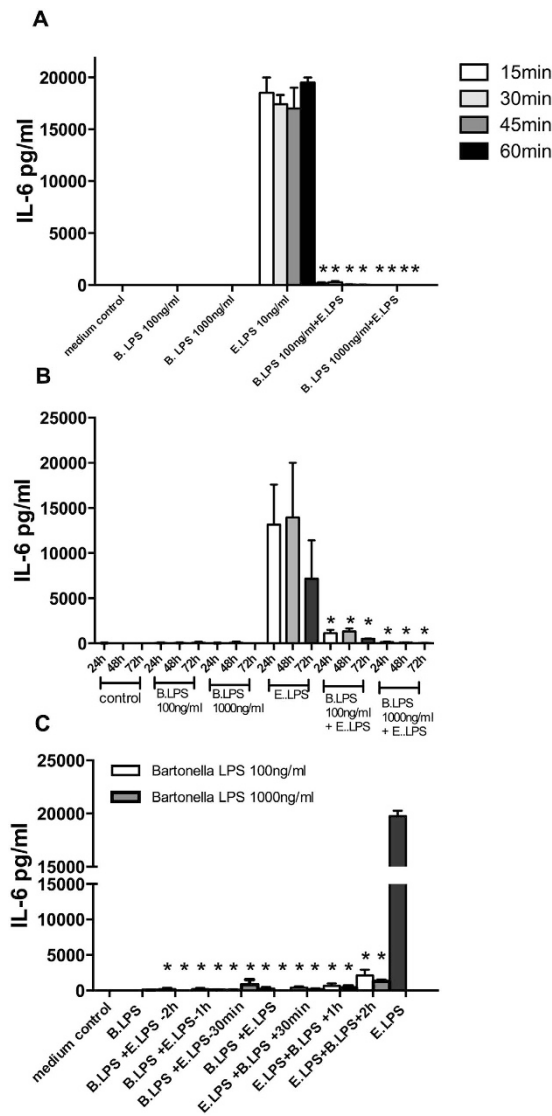 A
IL-6 pg/ml
20000
15000
10000
5000
0
15min
30min
45min
60min
** ** ****
medium control
B. LPS 100ng/ml
B. LPS 1000ng/ml
E.LPS 10ng/ml
B.LPS 100ng/ml+E.LPS
B. LPS 1000ng/ml+E.LPS
B
IL-6 pg/ml
25000
20000
15000
10000
5000
0
* * * * * *
24h 48h 72h 24h 48h 72h 24h 48h 72h 24h 48h 72h 24h 48h 72h 24h 48h 72h
control
B.LPS
100ng/ml
B.LPS
1000ng/ml
E..LPS
B.LPS
100ng/ml
+ E..LPS
B.LPS
1000ng/ml
+ E..LPS
C
IL-6 pg/ml
25000
20000
15000
5000
4000
3000
2000
1000
0
Bartonella LPS 100ng/ml
Bartonella LPS 1000ng/ml
* * * * * * * * * * * * * *
medium control
B.LPS
B.LPS +E.LPS -2h
B.LPS +E.LPS-1h
B.LPS +E.LPS-30min
B.LPS +E.LPS
E.LPS +B.LPS +30min
E.LPS+B.LPS +1h
E.LPS+B.LPS+2h
E.LPS